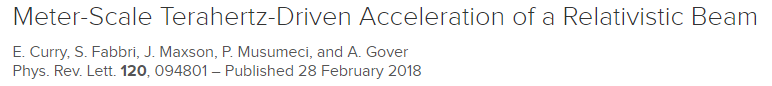 Meter-Scale Terahertz-Driven Acceleration of a Relativistic Beam
E. Curry, S. Fabbri, J. Maxson, P. Musumeci, and A. Gover
Phys. Rev. Lett. 120, 094801 – Published 28 February 2018